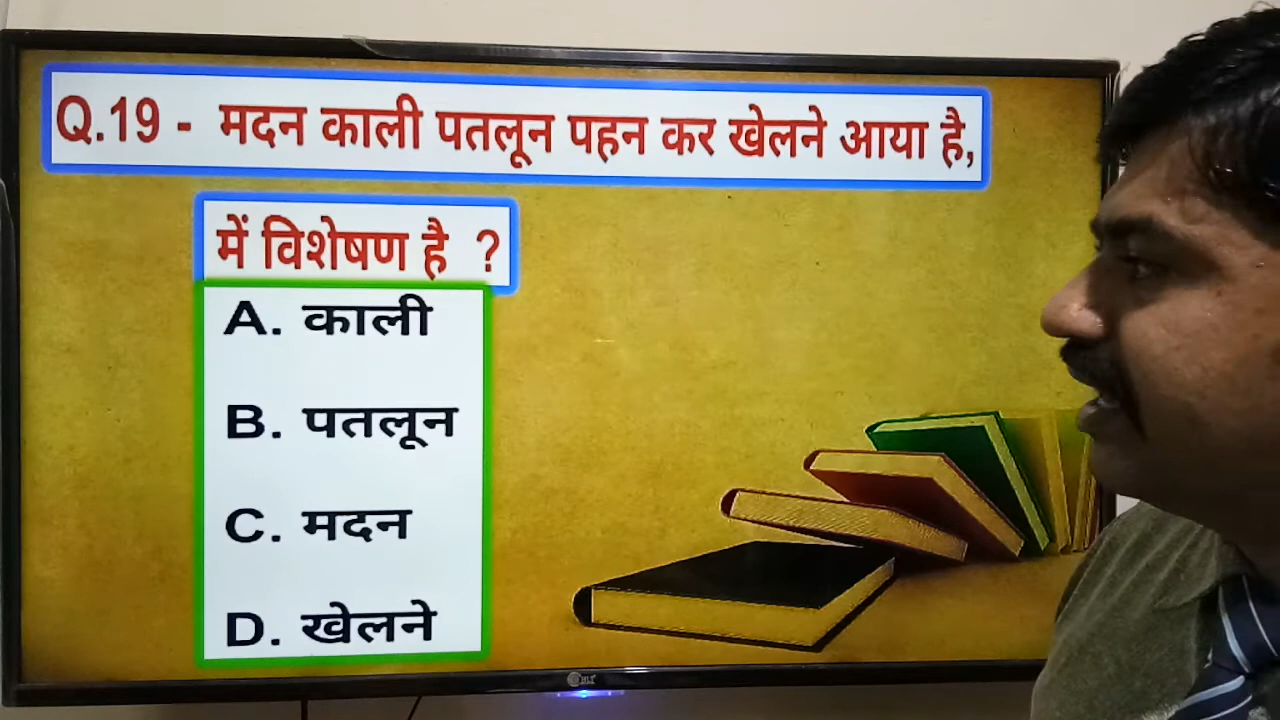 Q.19 - मदन काली पतलून पहन कर खेलने आया है,
में विशेषण है ?
A. काली
B. पतलून
C. मदन
D. खेलने